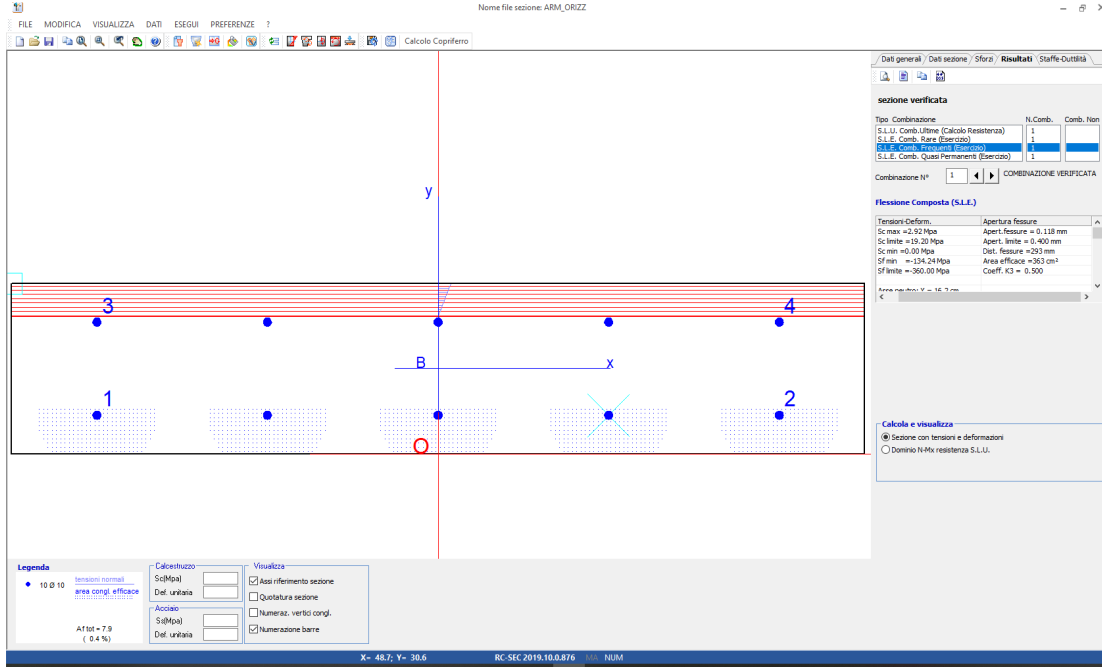 Nome file sezione: ARM_ORIZZ
FILE MODIFICA VISUALIZZA DATI ESEGUI PREFERENZE ?
Calcolo Copriferro
Dati generali Dati sezione Sforzi Risultati Staffe-Duttilità
sezione verificata
Tipo Combinazione N.Comb. Comb. Non
S.L.U. Comb.Ultime (Calcolo Resistenza) 1
S.L.E. Comb. Rare (Esercizio) 1
S.L.E. Comb. Frequenti (Esercizio) 1
S.L.E. Comb. Quasi Permanenti (Esercizio) 1
Combinazione N° 1 COMBINAZIONE VERIFICATA
Flessione Composta (S.L.E.)
Tensioni-Deform. Apertura fessure
Sc max =2.92 Mpa Apert.fessure = 0.118 mm
Sc limite =19.20 Mpa Apert. limite = 0.400 mm
Sc min =0.00 Mpa Dist. fessure =293 mm
Sf min =-134.24 Mpa Area efficace =363 cm²
Sf limite =-360.00 Mpa Coeff. K3 = 0.500
Asse neutro: Y = 16.2 cm
y
3 4
B x
1 2
O
Calcola e visualizza
Sezione con tensioni e deformazioni
Dominio N-Mx resistenza S.L.U.
Legenda
10 Ø 10
tensioni normali
area congl. efficace
Af tot = 7.9
( 0.4 %)
Calcestruzzo
Sc(Mpa)
Def. unitaria
Acciaio
Ss(Mpa)
Def. unitaria
Visualizza
Assi riferimento sezione
Quotatura sezione
Numeraz. vertici congl.
Numerazione barre
X= 48.7; Y= 30.6 RC-SEC 2019.10.0.876 MA NUM